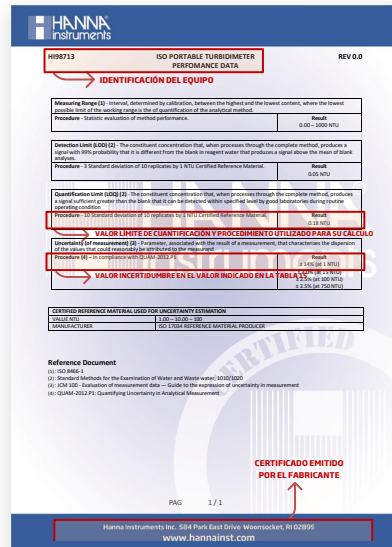 HANNA
instruments
HI98713 ISO PORTABLE TURBIDIMETER REV 0.0
PERFOMANCE DATA
IDENTIFICACIÓN DEL EQUIPO
Measuring Range (1) - Interval, determined by calibration, between the highest and the lowest content, where the lowest
possible limit of the working range is the of quantification of the analytical method.
Procedure - Statistic evaluation of method performance. Result
0.00 – 1000 NTU
Detection Limit (LOD) (2) - The constituent concentration that, when processes through the complete method, produces a
signal with 99% probability that it is different from the blank in reagent water that produces a signal above the mean of blank
analyses.
Procedure - 3 Standard deviation of 10 replicates by 1 NTU Certified Reference Material. Result
0.05 NTU
Quantification Limit (LOQ) (2) - The constituent concentration that, when processes through the complete method, produces
a signal sufficient greater than the blank that it can be detected within specified level by good laboratories during routine
operating condition
Procedure - 10 Standard deviation of 10 replicates by 1 NTU Certified Reference Material. Result
0.18 NTU
VALOR LÍMITE DE CUANTIFICACIÓN Y PROCEDIMIENTO UTILIZADO PARA SU CÁLCULO
Uncertainty (of measurement) (3) - Parameter, associated with the result of a measurement, that characterises the dispersion
of the values that could reasonably be attributed to the measurand
Procedure (4) – In compliance with QUAM-2012.P1 Result
± 14% (at 1 NTU)
VALOR INCERTIDUMBRE EN EL VALOR INDICADO EN LA TABLA 15
± 2.5% (at 100 NTU)
± 2.5% (at 750 NTU)
CERTIFIED REFERENCE MATERIAL USED FOR UNCERTAINTY ESTIMATION
VALUE NTU 1.00 – 10.00 – 100
MANUFACTURER ISO 17034 REFERENCE MATERIAL PRODUCER
CERTIFIED
Reference Document
(1) : ISO 8466-1
(2) : Standard Methods for the Examination of Water and Waste water, 1010/1020
(3) : JCM 100 - Evaluation of measurement data — Guide to the expression of uncertainty in measurement
(4) : QUAM-2012.P1: Quantifying Uncertainty in Analytical Measurement
CERTIFICADO EMITIDO
POR EL FABRICANTE
PAG 1 / 1
Hanna Instruments Inc. 584 Park East Drive Woonsocket, RI 02895
www.hannainst.com